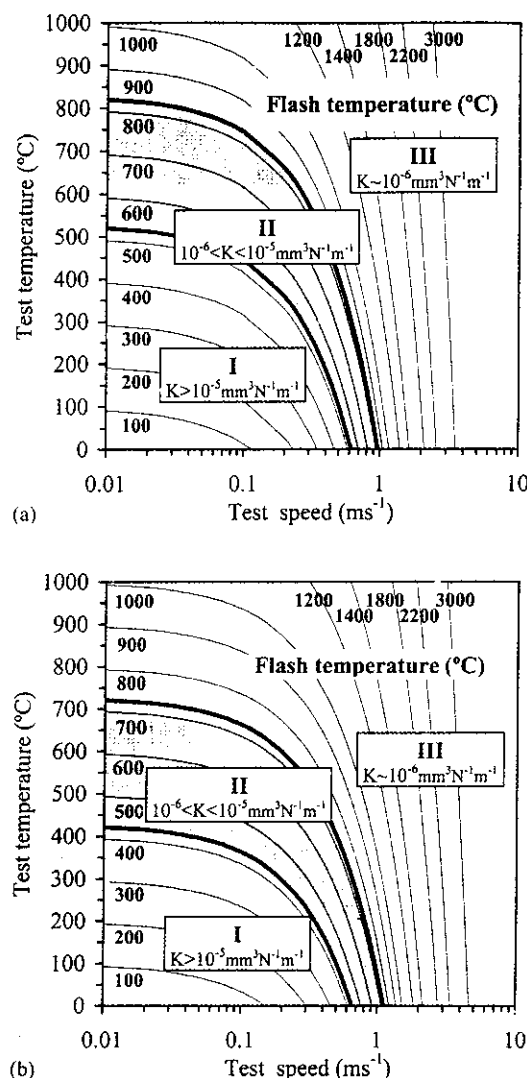 1000
900
800
700
600
500
400
300
200
100
0
Test temperature (°C)
1000
900
800
700
600
500
400
300
200
100
1200
1400
1800
2200
3000
Flash temperature (°C)
III
K~10⁻⁶mm³N⁻¹m⁻¹
II
10⁻⁶<K<10⁻⁵mm³N⁻¹m⁻¹
I
K>10⁻⁵mm³N⁻¹m⁻¹
0.01 0.1 1 10
(a) Test speed (ms⁻¹)
1000
900
800
700
600
500
400
300
200
100
0
Test temperature (°C)
1000
900
800
700
600
500
400
300
200
100
1200
1400
1800
2200
3000
Flash temperature (°C)
III
K~10⁻⁶mm³N⁻¹m⁻¹
II
10⁻⁶<K<10⁻⁵mm³N⁻¹m⁻¹
I
K>10⁻⁵mm³N⁻¹m⁻¹
0.01 0.1 1 10
(b) Test speed (ms⁻¹)